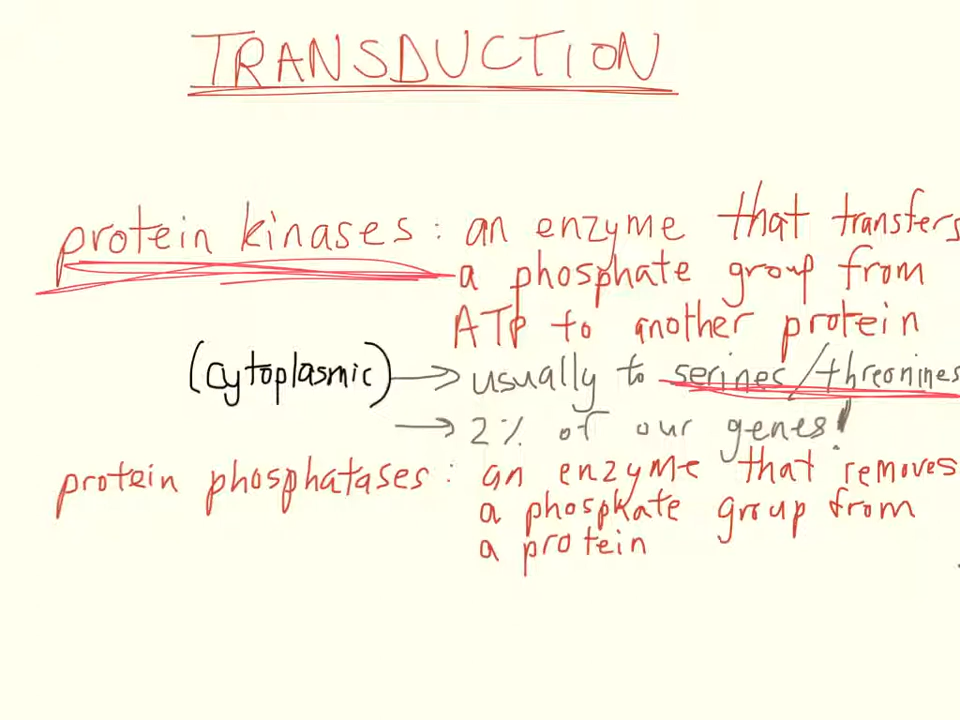 TRANSDUCTION
protein kinases: an enzyme that transfers
a phosphate group from
ATP to another protein
(cytoplasmic) → usually to serines/threonines
→ 2% of our genes!
protein phosphatases: an enzyme that removes
a phosphate group from
a protein